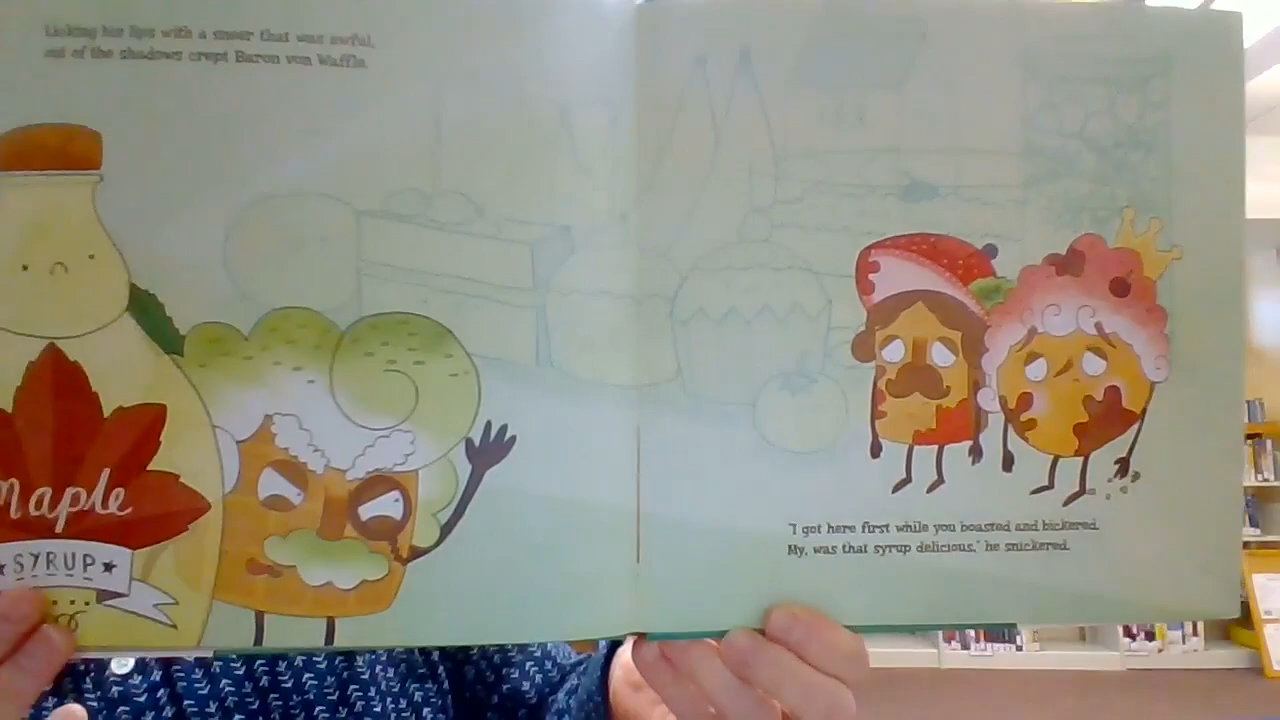 Licking his lips with a sneer that was awful,
out of the shadows crept Baron von Waffle.
Maple
SYRUP
"I got here first while you boasted and bickered.
My, was that syrup delicious," he snickered.